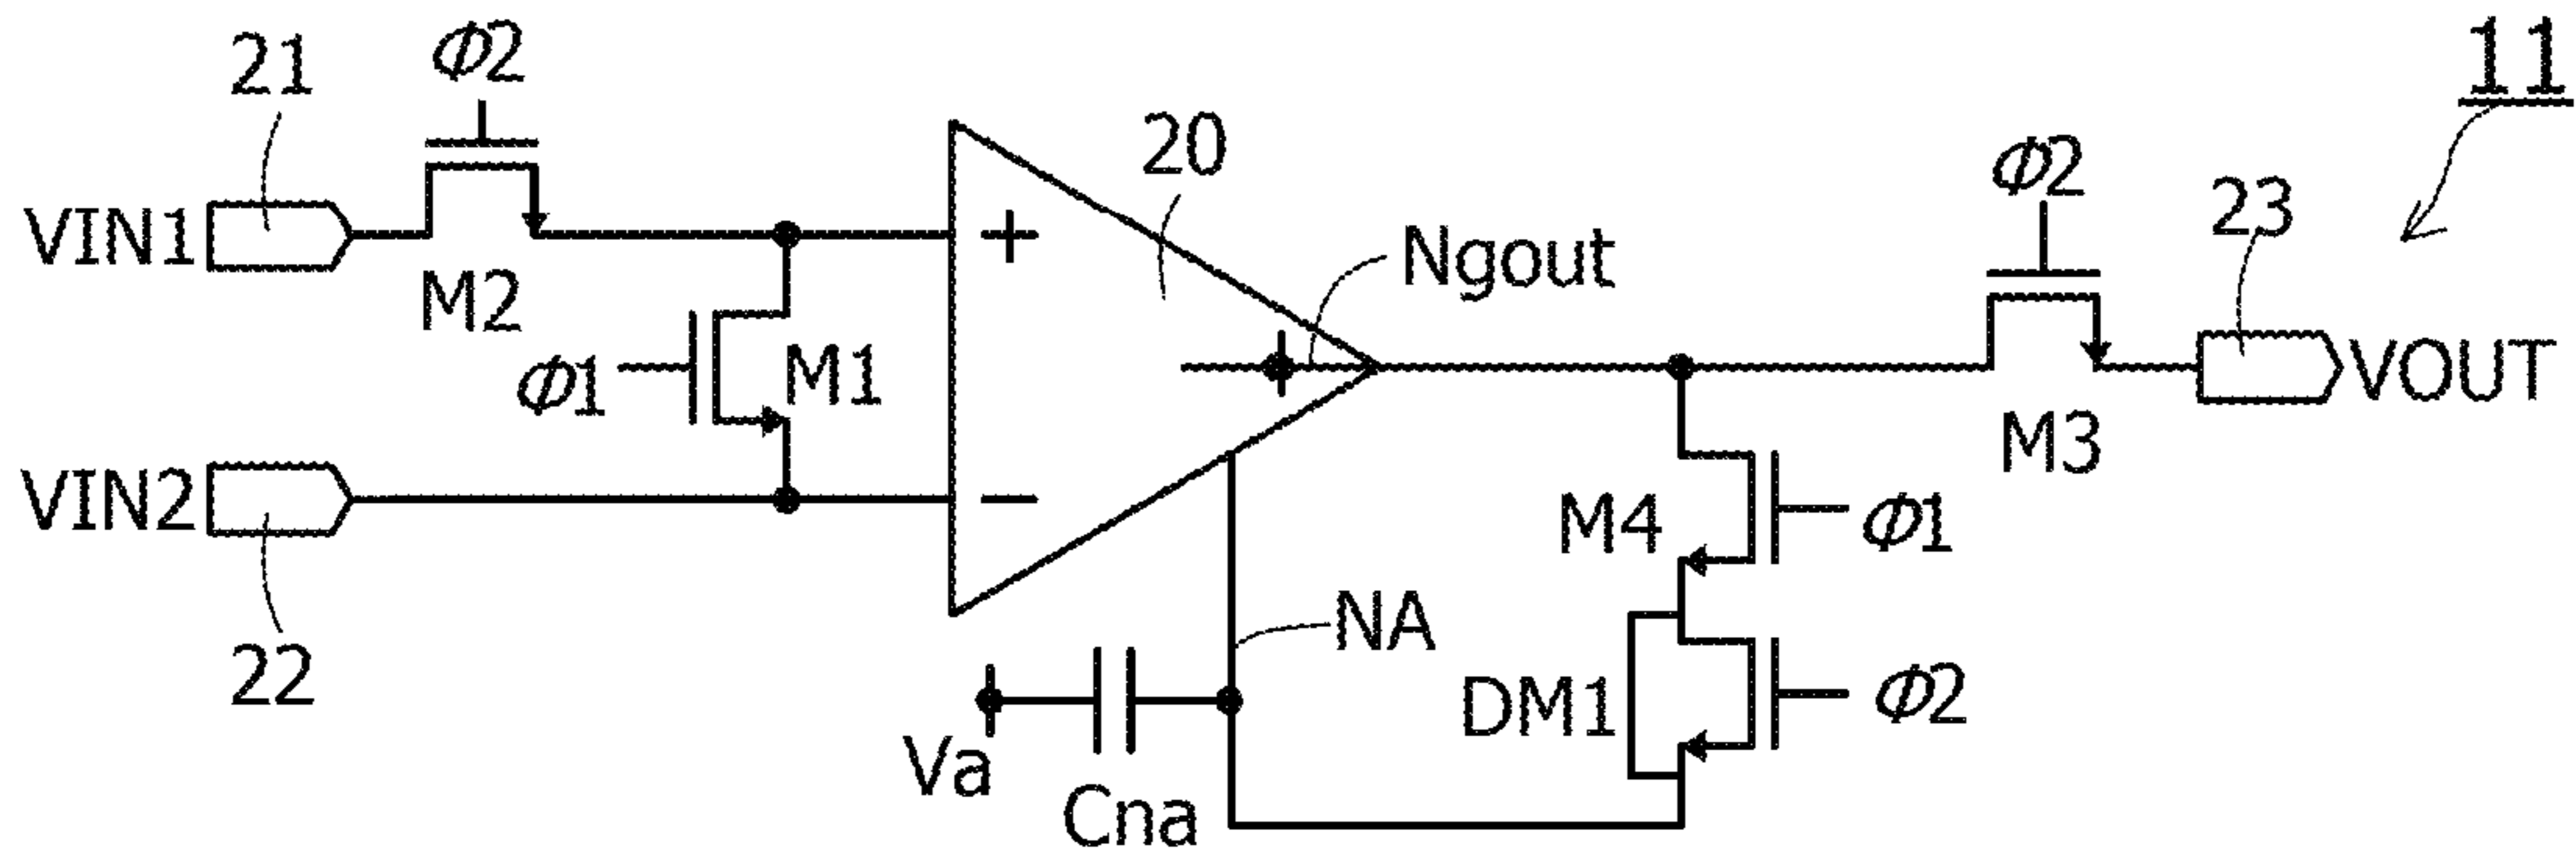 11
21
Φ2
20
Φ2
23
VIN1
Ngout
M2
Φ1
M1
VOUT
M3
VIN2
+
−
M4
Φ1
22
NA
DM1
Φ2
Va
Cna